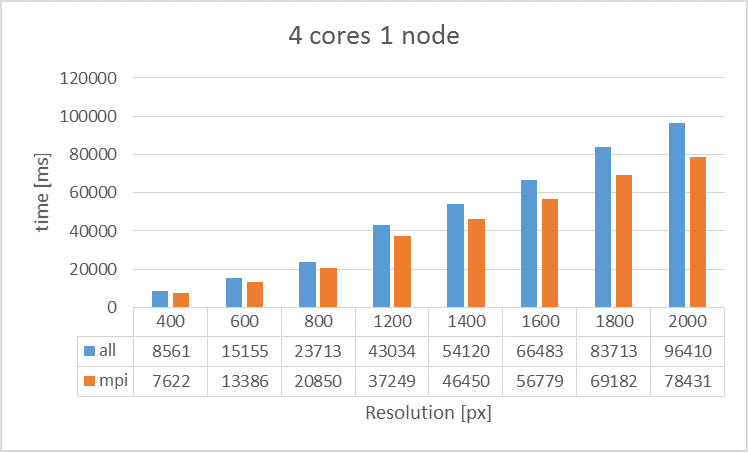 4 cores 1 node
120000
100000
80000
60000
40000
20000
0
time [ms]
400 600 800 1200 1400 1600 1800 2000
all 8561 15155 23713 43034 54120 66483 83713 96410
mpi 7622 13386 20850 37249 46450 56779 69182 78431
Resolution [px]